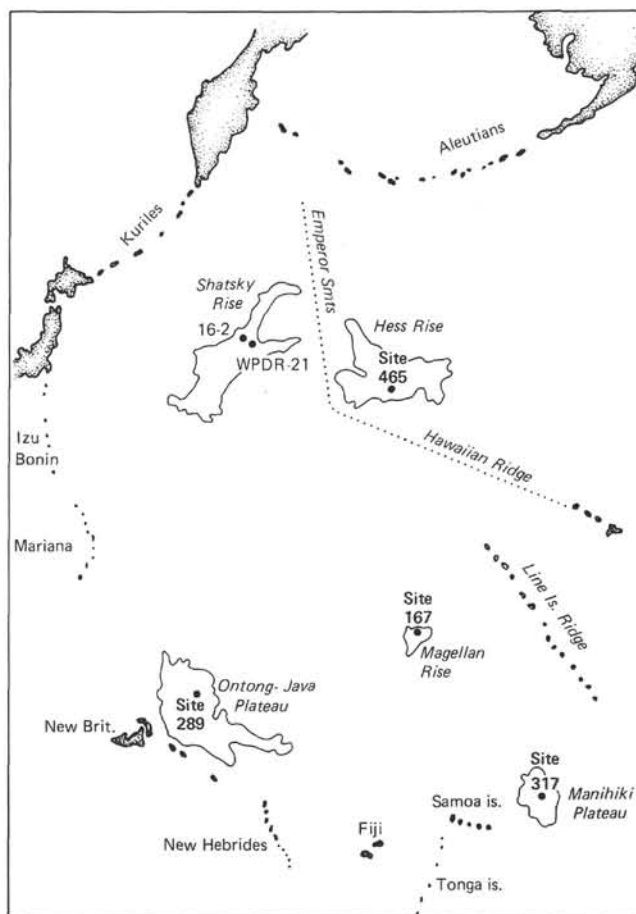 Aleutians
Kuriles
Emperor Smts
Shatsky
Rise
16-2
WPDR-21
Hess Rise
Site
465
Izu
Bonin
Hawaiian Ridge
Mariana
Line Is. Ridge
Site
167
Magellan
Rise
Ontong-Java
Plateau
Site
289
New Brit.
Site
317
Manihiki
Plateau
Samoa is.
Fiji
New Hebrides
Tonga is.